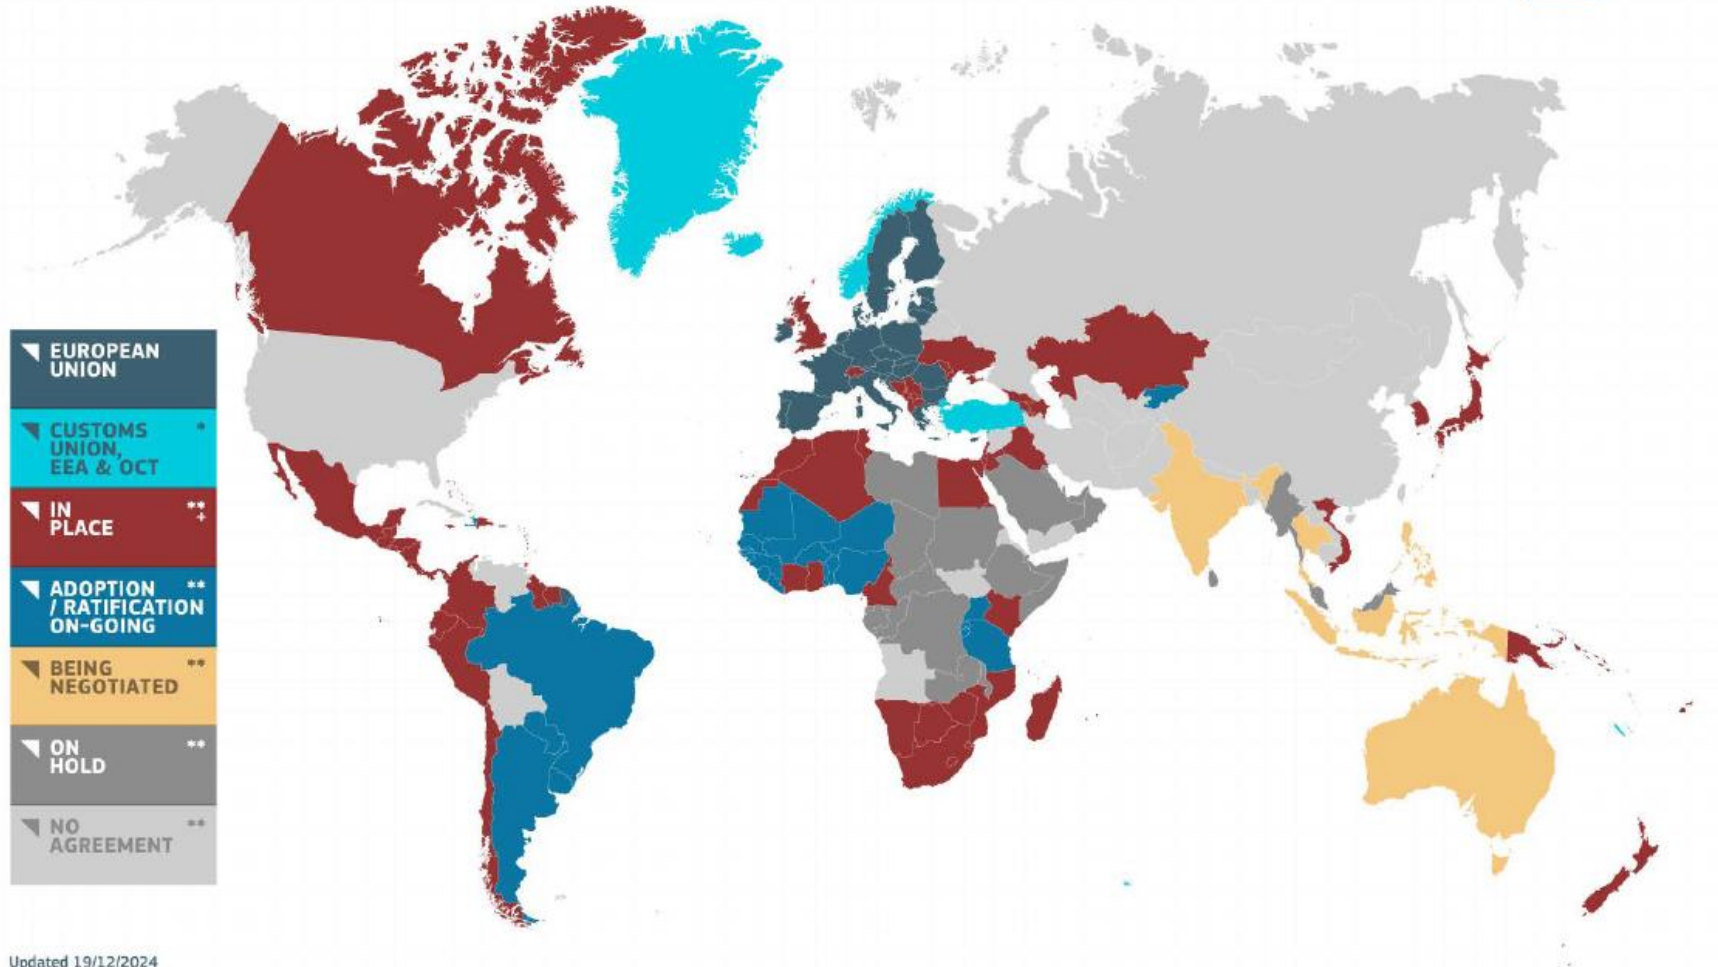 EUROPEAN
UNION
CUSTOMS *
UNION,
EEA & OCT
IN **
PLACE +
ADOPTION **
/ RATIFICATION
ON-GOING
BEING **
NEGOTIATED
ON **
HOLD
NO **
AGREEMENT
Updated 19/12/2024